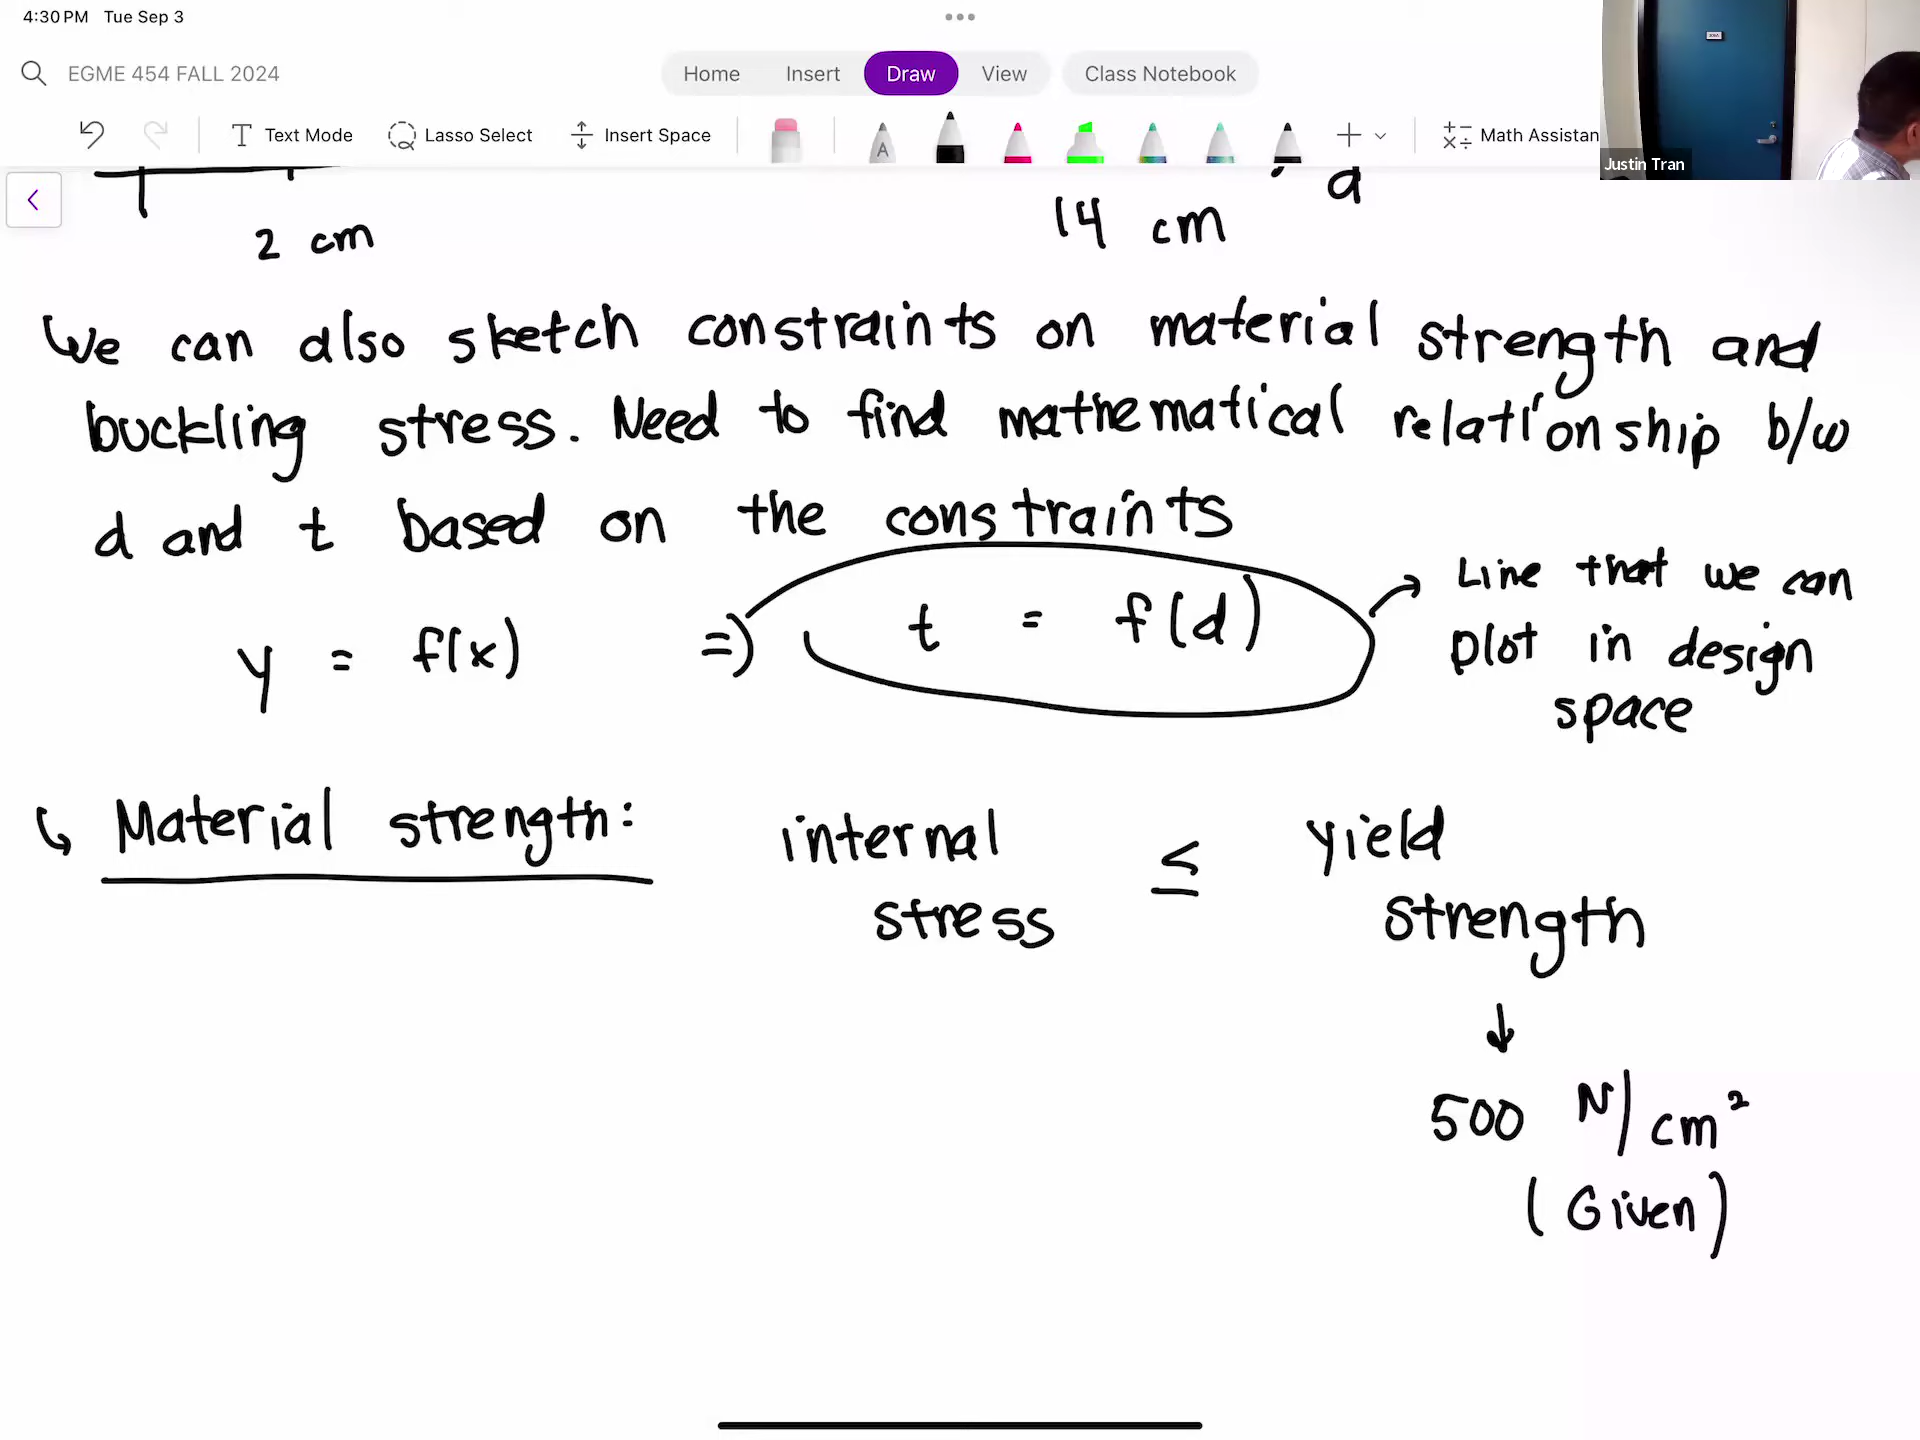 4:30 PM Tue Sep 3
EGME 454 FALL 2024
Home Insert Draw View Class Notebook
Text Mode Lasso Select Insert Space Math Assistan
Justin Tran
2 cm
14 cm
d
We can also sketch constraints on material strength and
buckling stress. Need to find mathematical relationship b/w
d and t based on the constraints
y = f(x) => t = f(d)
Line that we can
plot in design
space
Material strength: internal ≤ yield
stress strength
↓
500 N/cm²
(Given)